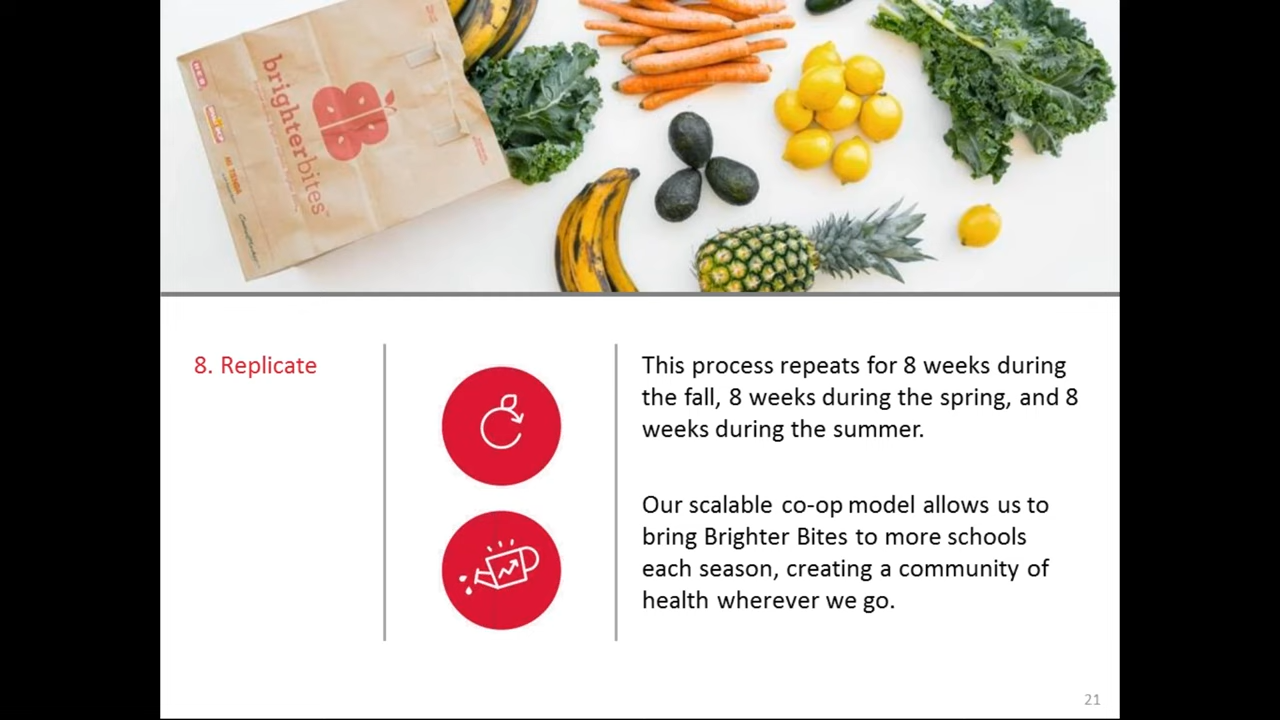 brighterbites
H-E-B
8. Replicate
This process repeats for 8 weeks during
the fall, 8 weeks during the spring, and 8
weeks during the summer.
Our scalable co-op model allows us to
bring Brighter Bites to more schools
each season, creating a community of
health wherever we go.
21